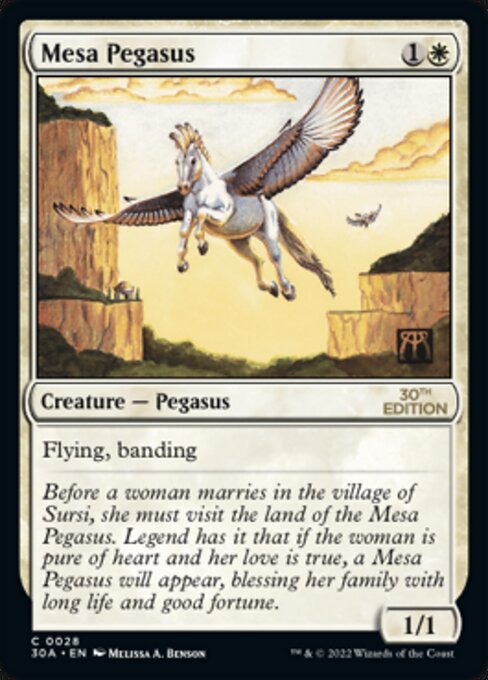 Mesa Pegasus 1
30TH
EDITION
Creature — Pegasus
Flying, banding
Before a woman marries in the village of
Sursi, she must visit the land of the Mesa
Pegasus. Legend has it that if the woman is
pure of heart and her love is true, a Mesa
Pegasus will appear, blessing her family with
long life and good fortune.
1/1
C 0028
30A • EN Melissa A. Benson
™ & © 2022 Wizards of the Coast